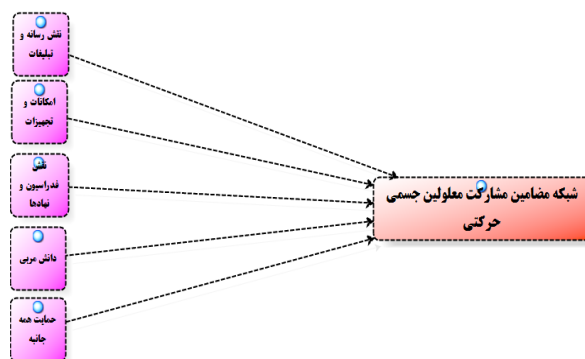 نقش رسانه و
تبلیغات
امکانات و
تجهیزات
نقش
فدراسیون و
نهادها
دانش مربی
حمایت همه
جانبه
شبکه مضامین مشارکت معلولین جسمی
حرکتی